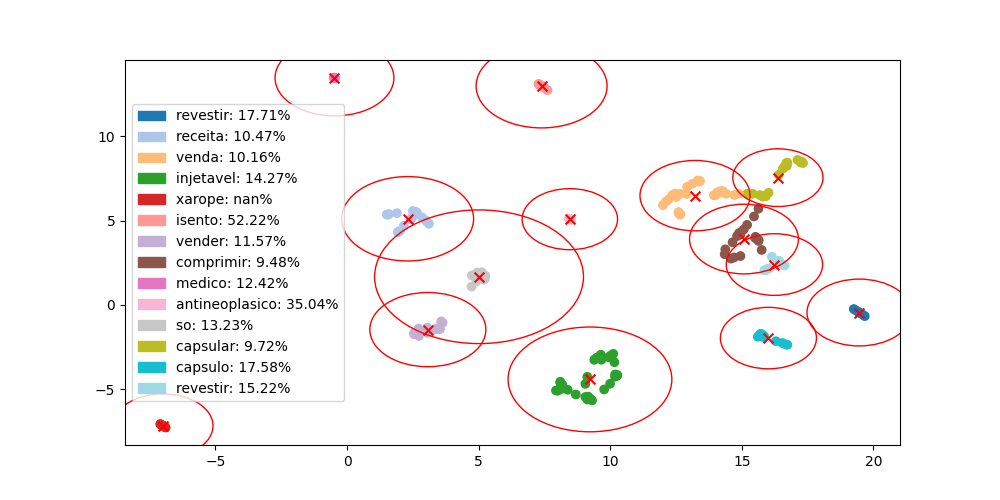 10
5
0
−5
revestir: 17.71%
receita: 10.47%
venda: 10.16%
injetavel: 14.27%
xarope: nan%
isento: 52.22%
vender: 11.57%
comprimir: 9.48%
medico: 12.42%
antineoplasico: 35.04%
so: 13.23%
capsular: 9.72%
capsulo: 17.58%
revestir: 15.22%
−5 0 5 10 15 20